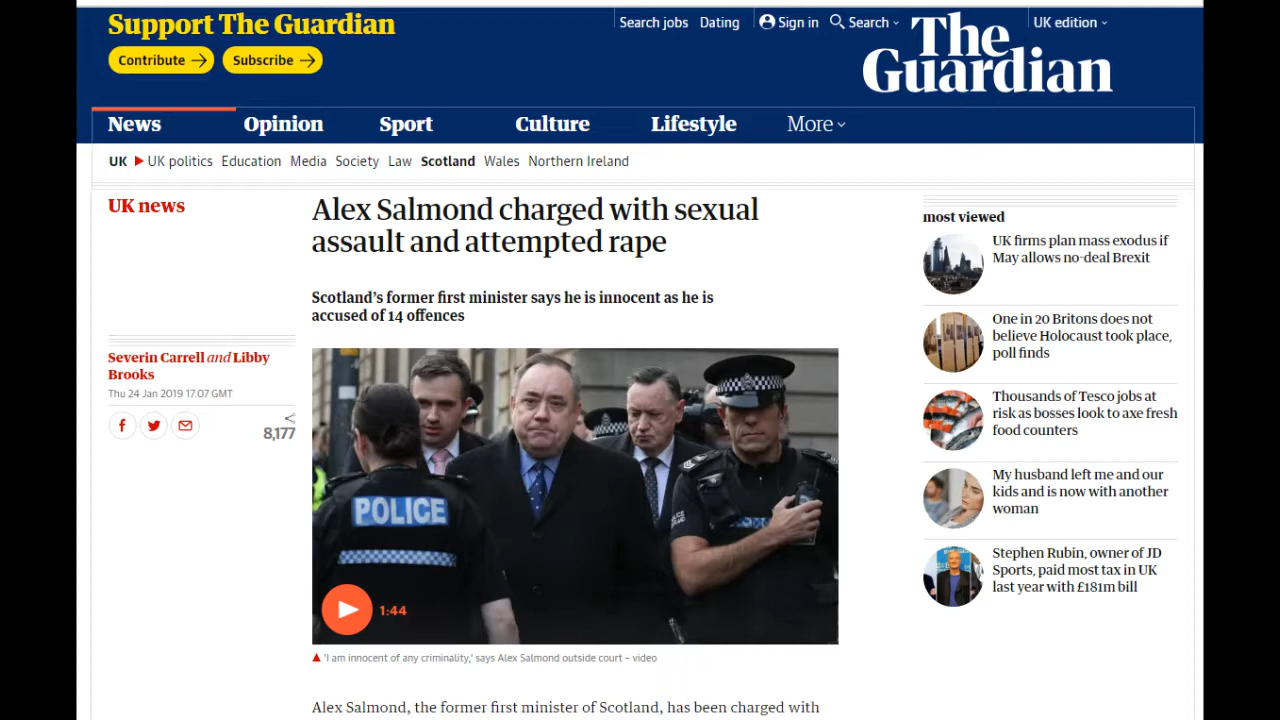 Support The Guardian
Contribute
Subscribe
Search jobs
Dating
Sign in
Search
UK edition
The
Guardian
News
Opinion
Sport
Culture
Lifestyle
More
UK
UK politics
Education
Media
Society
Law
Scotland
Wales
Northern Ireland
UK news
Alex Salmond charged with sexual
assault and attempted rape
Scotland's former first minister says he is innocent as he is
accused of 14 offences
Severin Carrell and Libby
Brooks
Thu 24 Jan 2019 17.07 GMT
8,177
POLICE
POLICE
1:44
'I am innocent of any criminality,' says Alex Salmond outside court – video
Alex Salmond, the former first minister of Scotland, has been charged with
most viewed
UK firms plan mass exodus if
May allows no-deal Brexit
One in 20 Britons does not
believe Holocaust took place,
poll finds
Thousands of Tesco jobs at
risk as bosses look to axe fresh
food counters
My husband left me and our
kids and is now with another
woman
Stephen Rubin, owner of JD
Sports, paid most tax in UK
last year with £181m bill